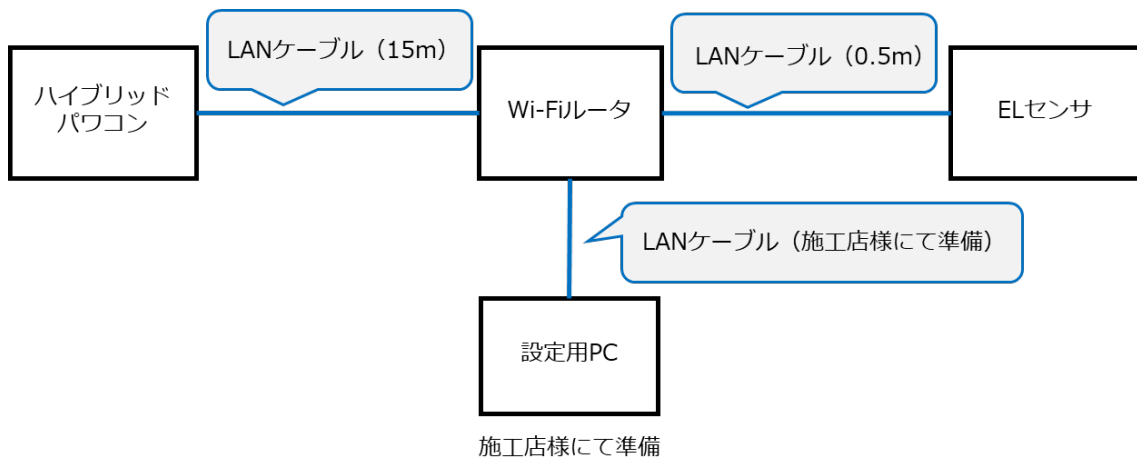 LANケーブル（15m）
LANケーブル（0.5m）
ハイブリッド
パワコン
Wi-Fiルータ
ELセンサ
LANケーブル（施工店様にて準備）
設定用PC
施工店様にて準備